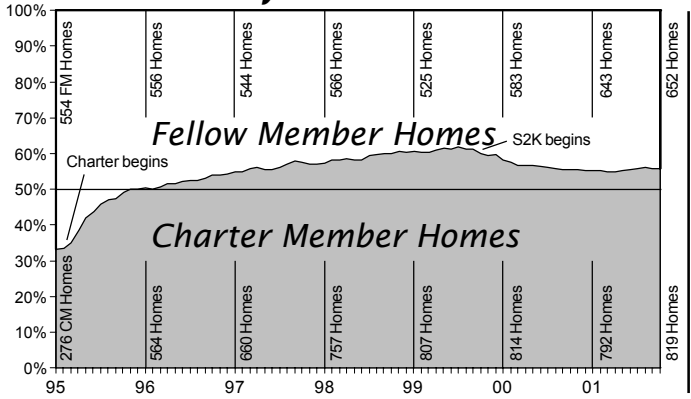 100%
90%
80%
70%
60%
50%
40%
30%
20%
10%
0%
554 FM Homes
556 Homes
544 Homes
566 Homes
525 Homes
583 Homes
643 Homes
652 Homes
Fellow Member Homes
S2K begins
Charter begins
Charter Member Homes
276 CM Homes
564 Homes
660 Homes
757 Homes
807 Homes
814 Homes
792 Homes
819 Homes
95 96 97 98 99 00 01